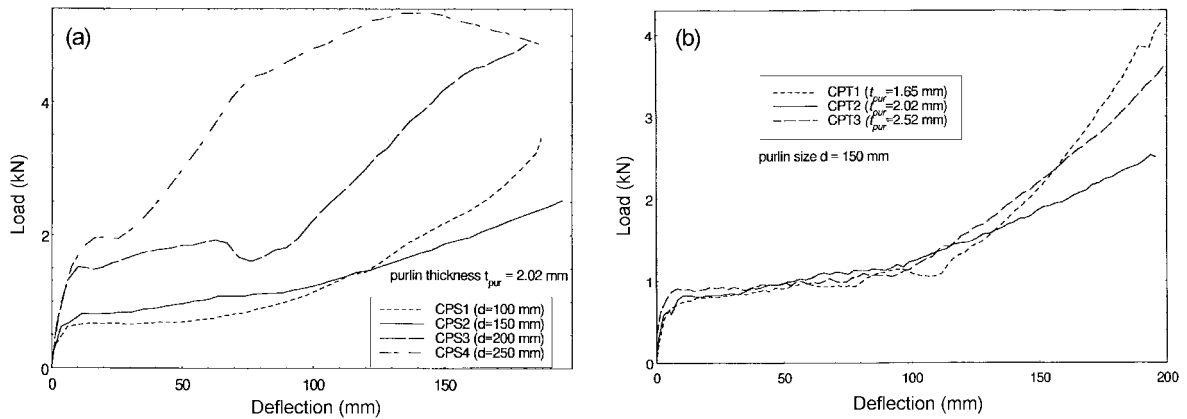 (a)
Load (kN)
4
2
0
purlin thickness t_pur = 2.02 mm
CPS1 (d=100 mm)
CPS2 (d=150 mm)
CPS3 (d=200 mm)
CPS4 (d=250 mm)
0 50 100 150
Deflection (mm)
(b)
Load (kN)
4
3
2
1
0
CPT1 (t_pur=1.65 mm)
CPT2 (t_pur=2.02 mm)
CPT3 (t_pur=2.52 mm)
purlin size d = 150 mm
0 50 100 150 200
Deflection (mm)